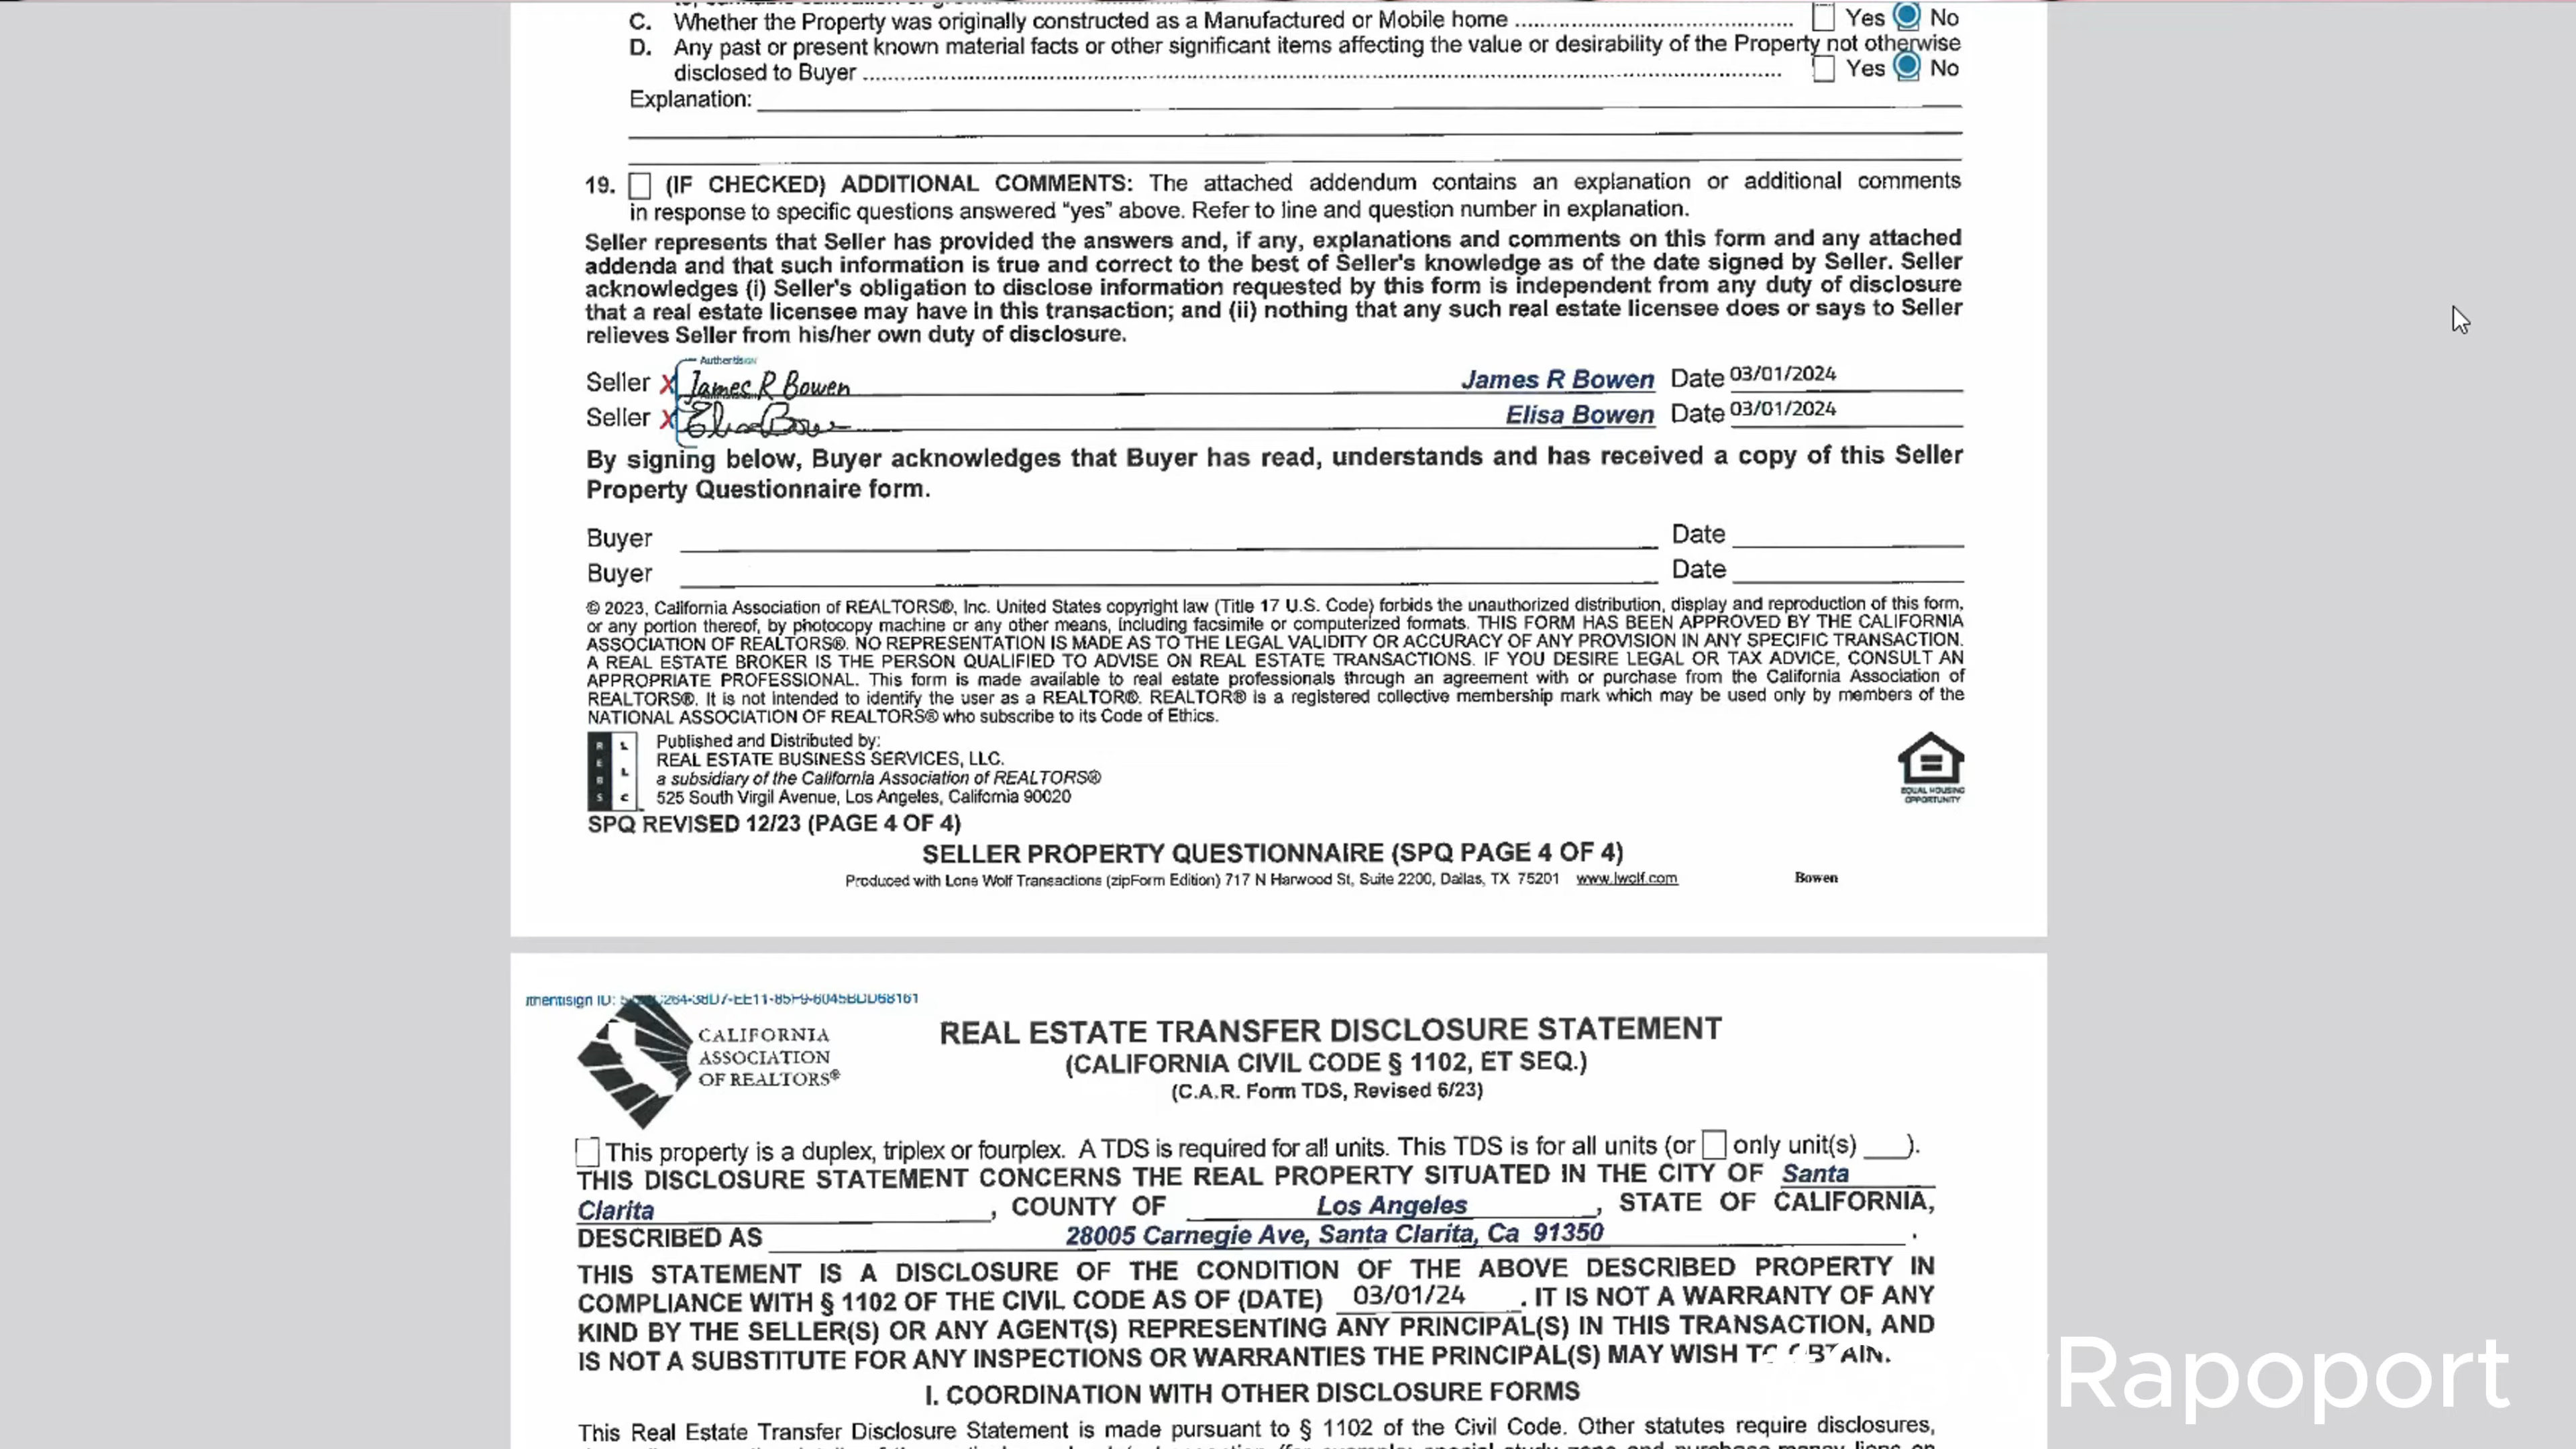 C. Whether the Property was originally constructed as a Manufactured or Mobile home ........ Yes No
D. Any past or present known material facts or other significant items affecting the value or desirability of the Property not otherwise
disclosed to Buyer ........ Yes No
Explanation:
19. (IF CHECKED) ADDITIONAL COMMENTS: The attached addendum contains an explanation or additional comments
in response to specific questions answered "yes" above. Refer to line and question number in explanation.
Seller represents that Seller has provided the answers and, if any, explanations and comments on this form and any attached
addenda and that such information is true and correct to the best of Seller's knowledge as of the date signed by Seller. Seller
acknowledges (i) Seller's obligation to disclose information requested by this form is independent from any duty of disclosure
that a real estate licensee may have in this transaction; and (ii) nothing that any such real estate licensee does or says to Seller
relieves Seller from his/her own duty of disclosure.
Authentisign
Seller X James R Bowen James R Bowen Date 03/01/2024
Seller X Elisa Bowen Elisa Bowen Date 03/01/2024
By signing below, Buyer acknowledges that Buyer has read, understands and has received a copy of this Seller
Property Questionnaire form.
Buyer Date
Buyer Date
© 2023, California Association of REALTORS®, Inc. United States copyright law (Title 17 U.S. Code) forbids the unauthorized distribution, display and reproduction of this form,
or any portion thereof, by photocopy machine or any other means, including facsimile or computerized formats. THIS FORM HAS BEEN APPROVED BY THE CALIFORNIA
ASSOCIATION OF REALTORS®. NO REPRESENTATION IS MADE AS TO THE LEGAL VALIDITY OR ACCURACY OF ANY PROVISION IN ANY SPECIFIC TRANSACTION.
A REAL ESTATE BROKER IS THE PERSON QUALIFIED TO ADVISE ON REAL ESTATE TRANSACTIONS. IF YOU DESIRE LEGAL OR TAX ADVICE, CONSULT AN
APPROPRIATE PROFESSIONAL. This form is made available to real estate professionals through an agreement with or purchase from the California Association of
REALTORS®. It is not intended to identify the user as a REALTOR®. REALTOR® is a registered collective membership mark which may be used only by members of the
NATIONAL ASSOCIATION OF REALTORS® who subscribe to its Code of Ethics.
R E B S L L C
Published and Distributed by:
REAL ESTATE BUSINESS SERVICES, LLC.
a subsidiary of the California Association of REALTORS®
525 South Virgil Avenue, Los Angeles, California 90020
EQUAL HOUSING
OPPORTUNITY
SPQ REVISED 12/23 (PAGE 4 OF 4)
SELLER PROPERTY QUESTIONNAIRE (SPQ PAGE 4 OF 4)
Produced with Lone Wolf Transactions (zipForm Edition) 717 N Harwood St, Suite 2200, Dallas, TX 75201 www.lwolf.com Bowen
CALIFORNIA
ASSOCIATION
OF REALTORS®
REAL ESTATE TRANSFER DISCLOSURE STATEMENT
(CALIFORNIA CIVIL CODE § 1102, ET SEQ.)
(C.A.R. Form TDS, Revised 6/23)
This property is a duplex, triplex or fourplex. A TDS is required for all units. This TDS is for all units (or only unit(s) ___).
THIS DISCLOSURE STATEMENT CONCERNS THE REAL PROPERTY SITUATED IN THE CITY OF Santa
Clarita, COUNTY OF Los Angeles, STATE OF CALIFORNIA,
DESCRIBED AS 28005 Carnegie Ave, Santa Clarita, Ca 91350.
THIS STATEMENT IS A DISCLOSURE OF THE CONDITION OF THE ABOVE DESCRIBED PROPERTY IN
COMPLIANCE WITH § 1102 OF THE CIVIL CODE AS OF (DATE) 03/01/24. IT IS NOT A WARRANTY OF ANY
KIND BY THE SELLER(S) OR ANY AGENT(S) REPRESENTING ANY PRINCIPAL(S) IN THIS TRANSACTION, AND
IS NOT A SUBSTITUTE FOR ANY INSPECTIONS OR WARRANTIES THE PRINCIPAL(S) MAY WISH TO OBTAIN.
I. COORDINATION WITH OTHER DISCLOSURE FORMS
This Real Estate Transfer Disclosure Statement is made pursuant to § 1102 of the Civil Code. Other statutes require disclosures,
Rapoport